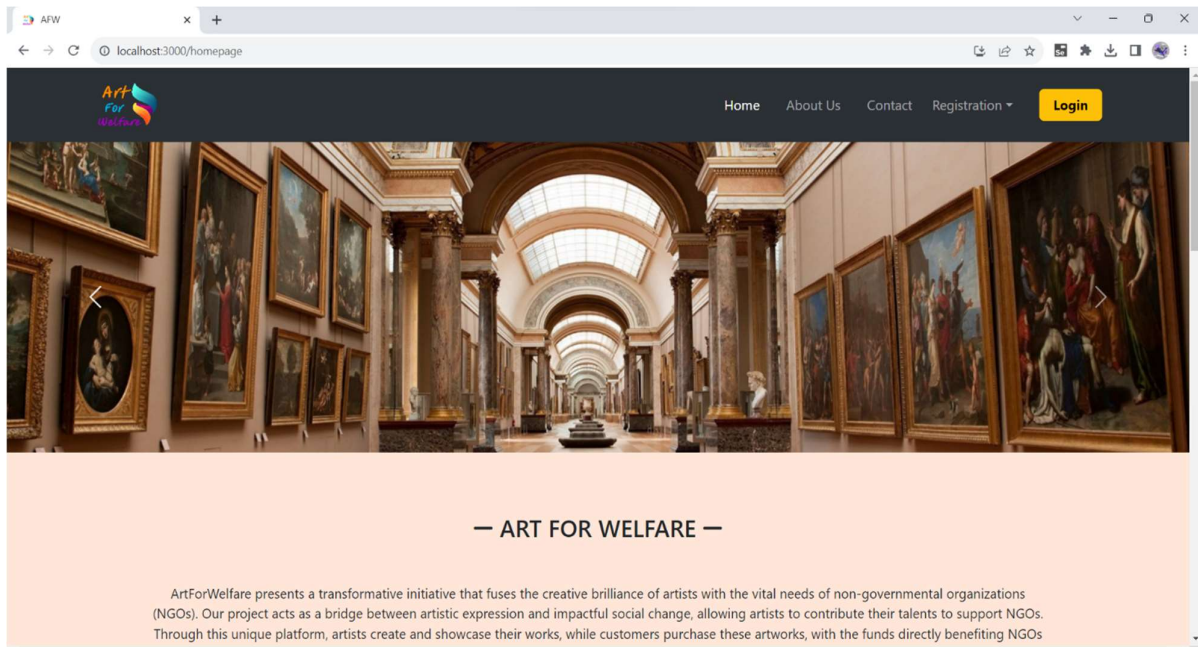 AFW
localhost:3000/homepage
Art
For
Welfare
Home About Us Contact Registration Login
— ART FOR WELFARE —
ArtForWelfare presents a transformative initiative that fuses the creative brilliance of artists with the vital needs of non-governmental organizations
(NGOs). Our project acts as a bridge between artistic expression and impactful social change, allowing artists to contribute their talents to support NGOs.
Through this unique platform, artists create and showcase their works, while customers purchase these artworks, with the funds directly benefiting NGOs